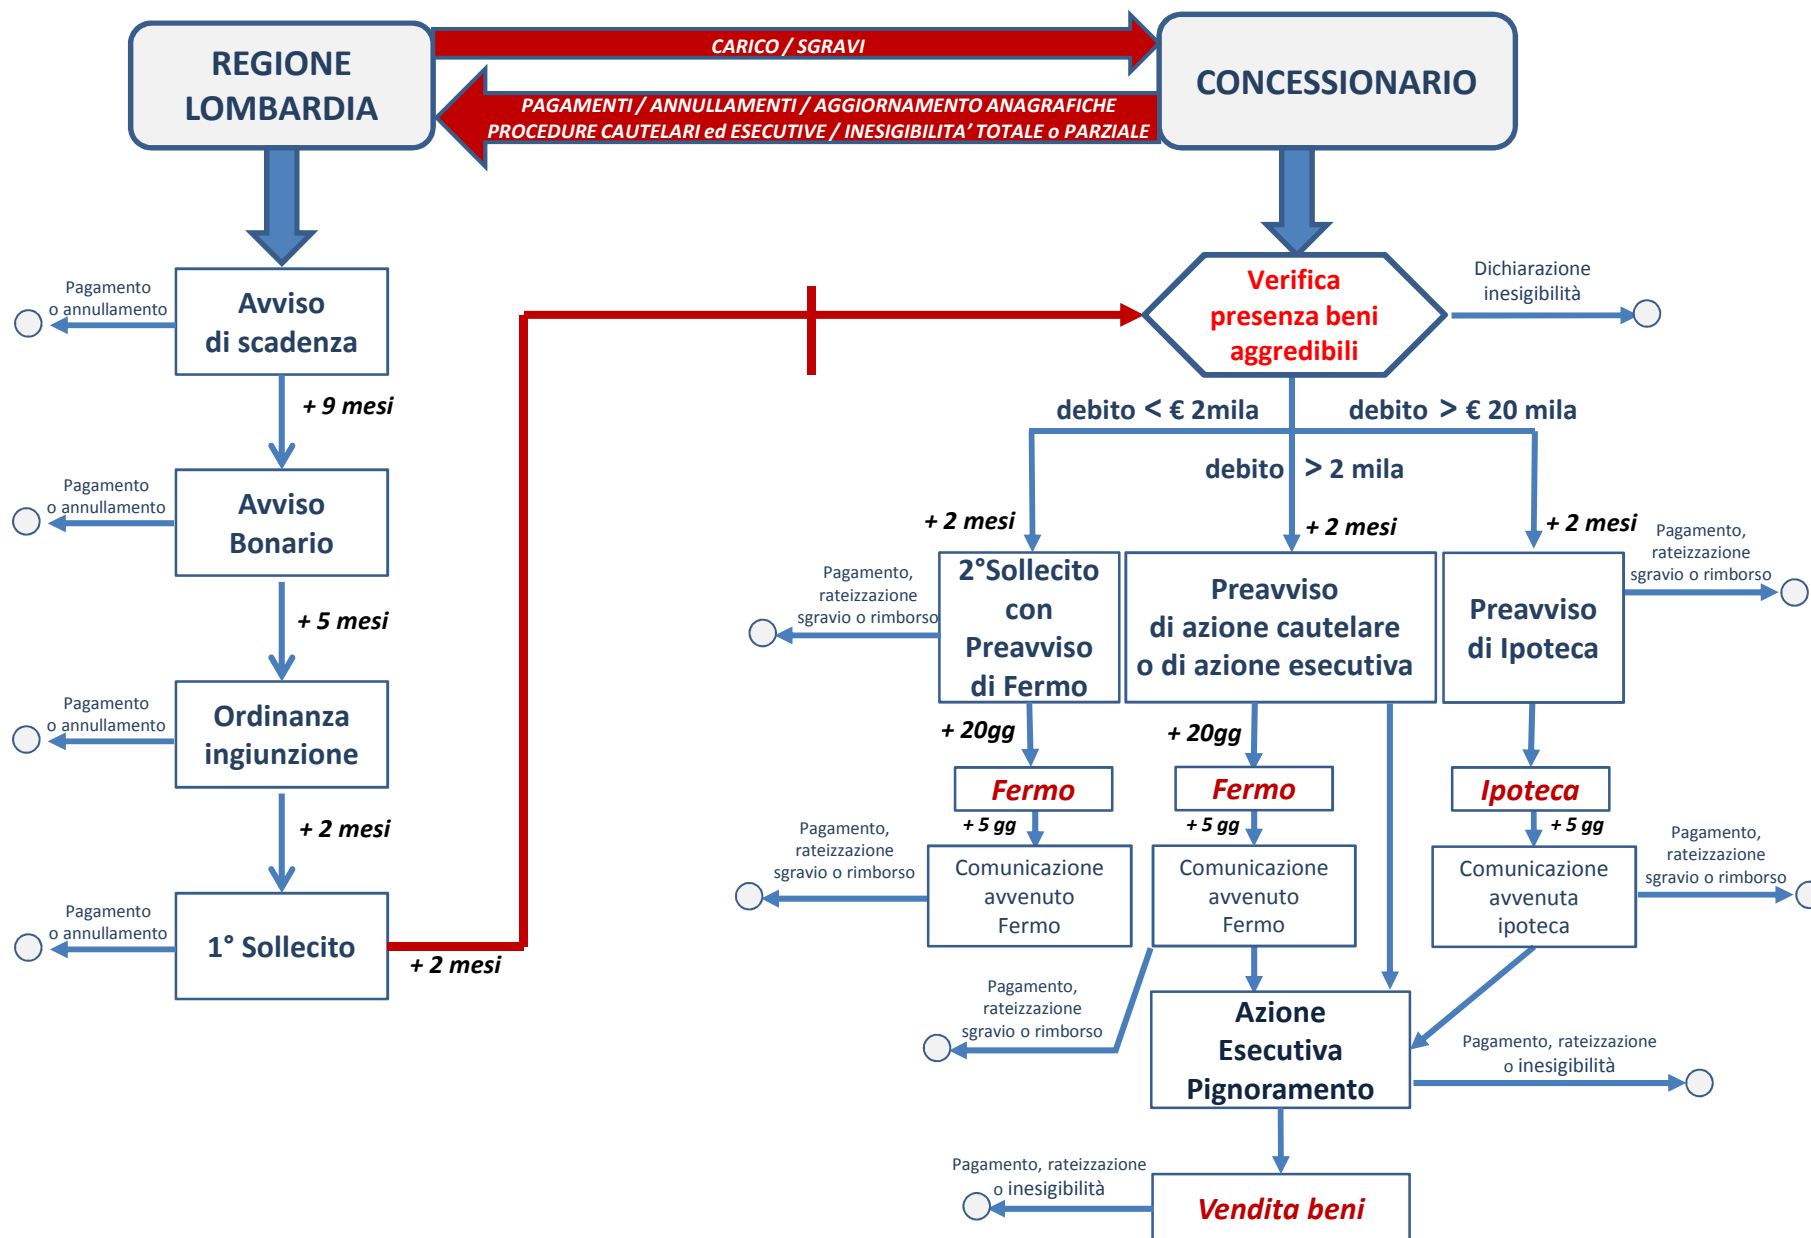 REGIONE
LOMBARDIA
CARICO / SGRAVI
PAGAMENTI / ANNULLAMENTI / AGGIORNAMENTO ANAGRAFICHE
PROCEDURE CAUTELARI ed ESECUTIVE / INESIGIBILITA’ TOTALE o PARZIALE
CONCESSIONARIO
Pagamento
o annullamento
Avviso
di scadenza
+ 9 mesi
Pagamento
o annullamento
Avviso
Bonario
+ 5 mesi
Pagamento
o annullamento
Ordinanza
ingiunzione
+ 2 mesi
Pagamento
o annullamento
1° Sollecito
+ 2 mesi
Verifica
presenza beni
aggredibili
Dichiarazione
inesigibilità
debito < € 2mila
debito > € 20 mila
debito > 2 mila
+ 2 mesi
+ 2 mesi
+ 2 mesi
Pagamento,
rateizzazione
sgravio o rimborso
2°Sollecito
con
Preavviso
di Fermo
Preavviso
di azione cautelare
o di azione esecutiva
Preavviso
di Ipoteca
Pagamento,
rateizzazione
sgravio o rimborso
+ 20gg
+ 20gg
Fermo
Fermo
Ipoteca
+ 5 gg
+ 5 gg
+ 5 gg
Pagamento,
rateizzazione
sgravio o rimborso
Comunicazione
avvenuto
Fermo
Comunicazione
avvenuto
Fermo
Comunicazione
avvenuta
ipoteca
Pagamento,
rateizzazione
sgravio o rimborso
Pagamento,
rateizzazione
sgravio o rimborso
Azione
Esecutiva
Pignoramento
Pagamento, rateizzazione
o inesigibilità
Pagamento, rateizzazione
o inesigibilità
Vendita beni